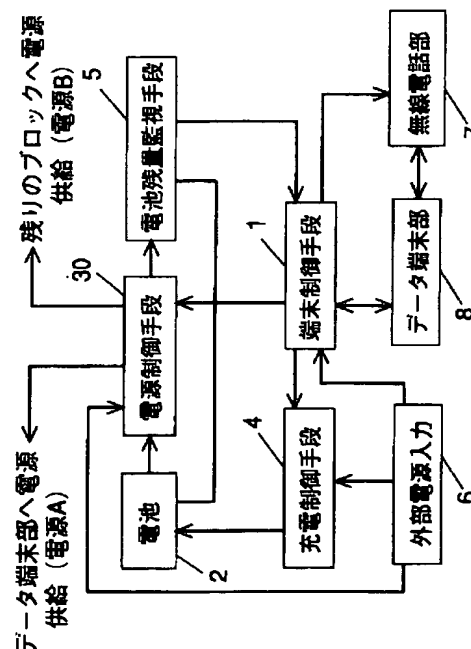 データ端末部へ電源
供給（電源A）
残りのブロックへ電源
供給（電源B）
30
5
電池
2
電源制御手段
電池残量監視手段
4
充電制御手段
1
端末制御手段
外部電源入力
6
データ端末部
8
無線電話部
7